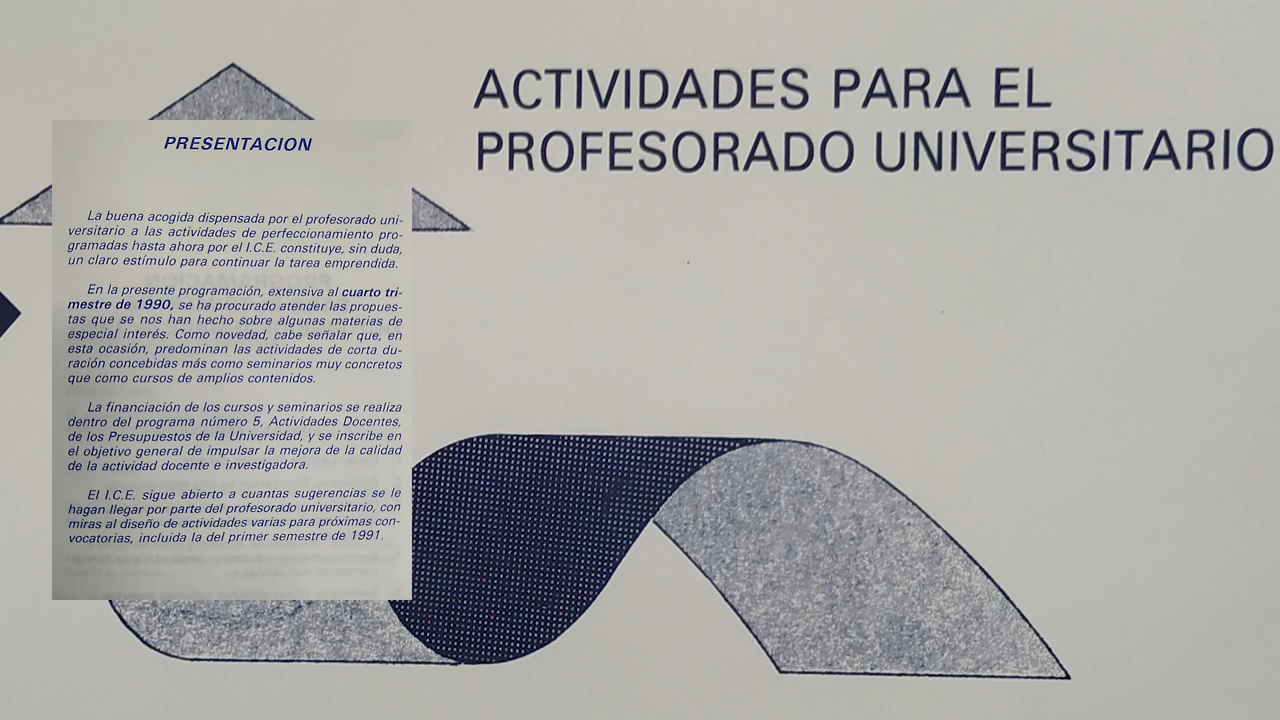 ACTIVIDADES PARA EL
PROFESORADO UNIVERSITARIO
PRESENTACION
La buena acogida dispensada por el profesorado uni-
versitario a las actividades de perfeccionamiento pro-
gramadas hasta ahora por el I.C.E. constituye, sin duda,
un claro estímulo para continuar la tarea emprendida.
En la presente programación, extensiva al cuarto tri-
mestre de 1990, se ha procurado atender las propues-
tas que se nos han hecho sobre algunas materias de
especial interés. Como novedad, cabe señalar que, en
esta ocasión, predominan las actividades de corta du-
ración concebidas más como seminarios muy concretos
que como cursos de amplios contenidos.
La financiación de los cursos y seminarios se realiza
dentro del programa número 5, Actividades Docentes,
de los Presupuestos de la Universidad, y se inscribe en
el objetivo general de impulsar la mejora de la calidad
de la actividad docente e investigadora.
El I.C.E. sigue abierto a cuantas sugerencias se le
hagan llegar por parte del profesorado universitario, con
miras al diseño de actividades varias para próximas con-
vocatorias, incluida la del primer semestre de 1991.